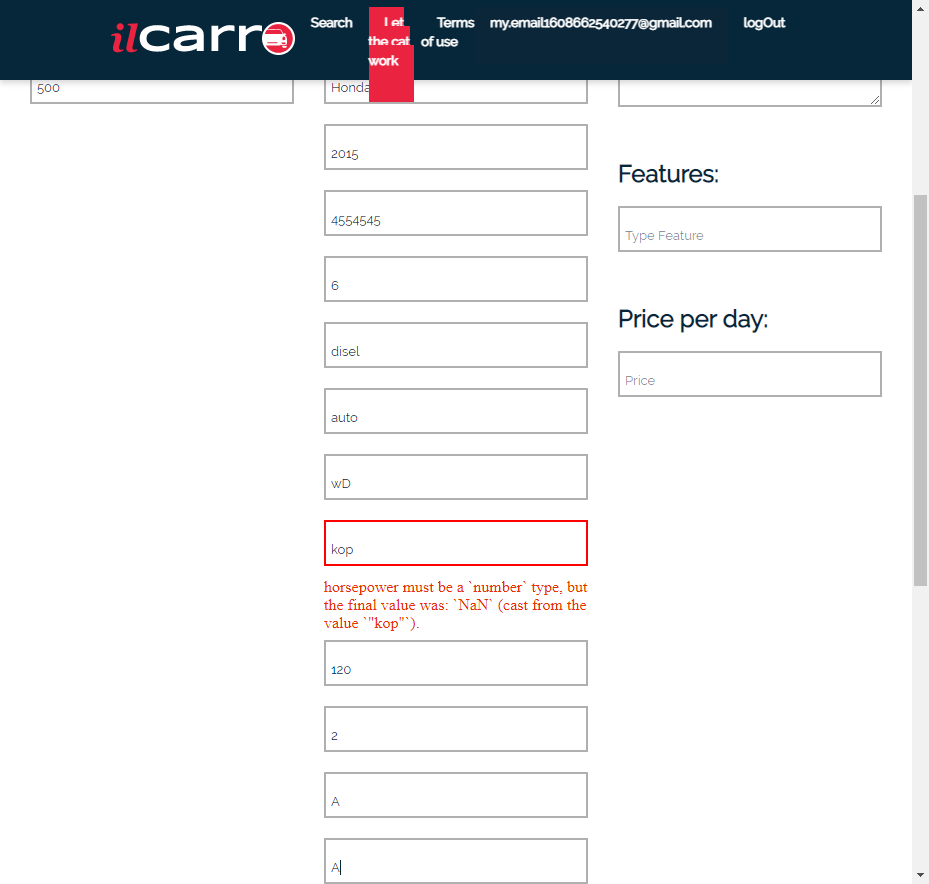 ilcarro
Search
Let
the cat
work
Terms
of use
my.email1608662540277@gmail.com
logOut
500
Honda
2015
4554545
6
disel
auto
wD
kop
horsepower must be a `number` type, but
the final value was: `NaN` (cast from the
value `"kop"`).
120
2
A
A
Features:
Type Feature
Price per day:
Price